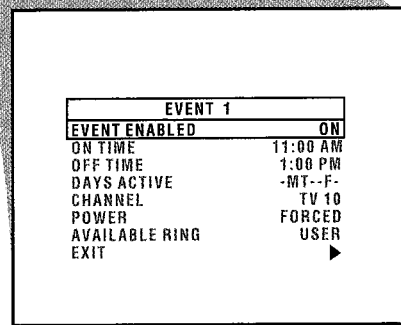 EVENT 1
EVENT ENABLED ON
ON TIME 11:00 AM
OFF TIME 1:00 PM
DAYS ACTIVE -MT--F-
CHANNEL TV 10
POWER FORCED
AVAILABLE RING USER
EXIT ▶